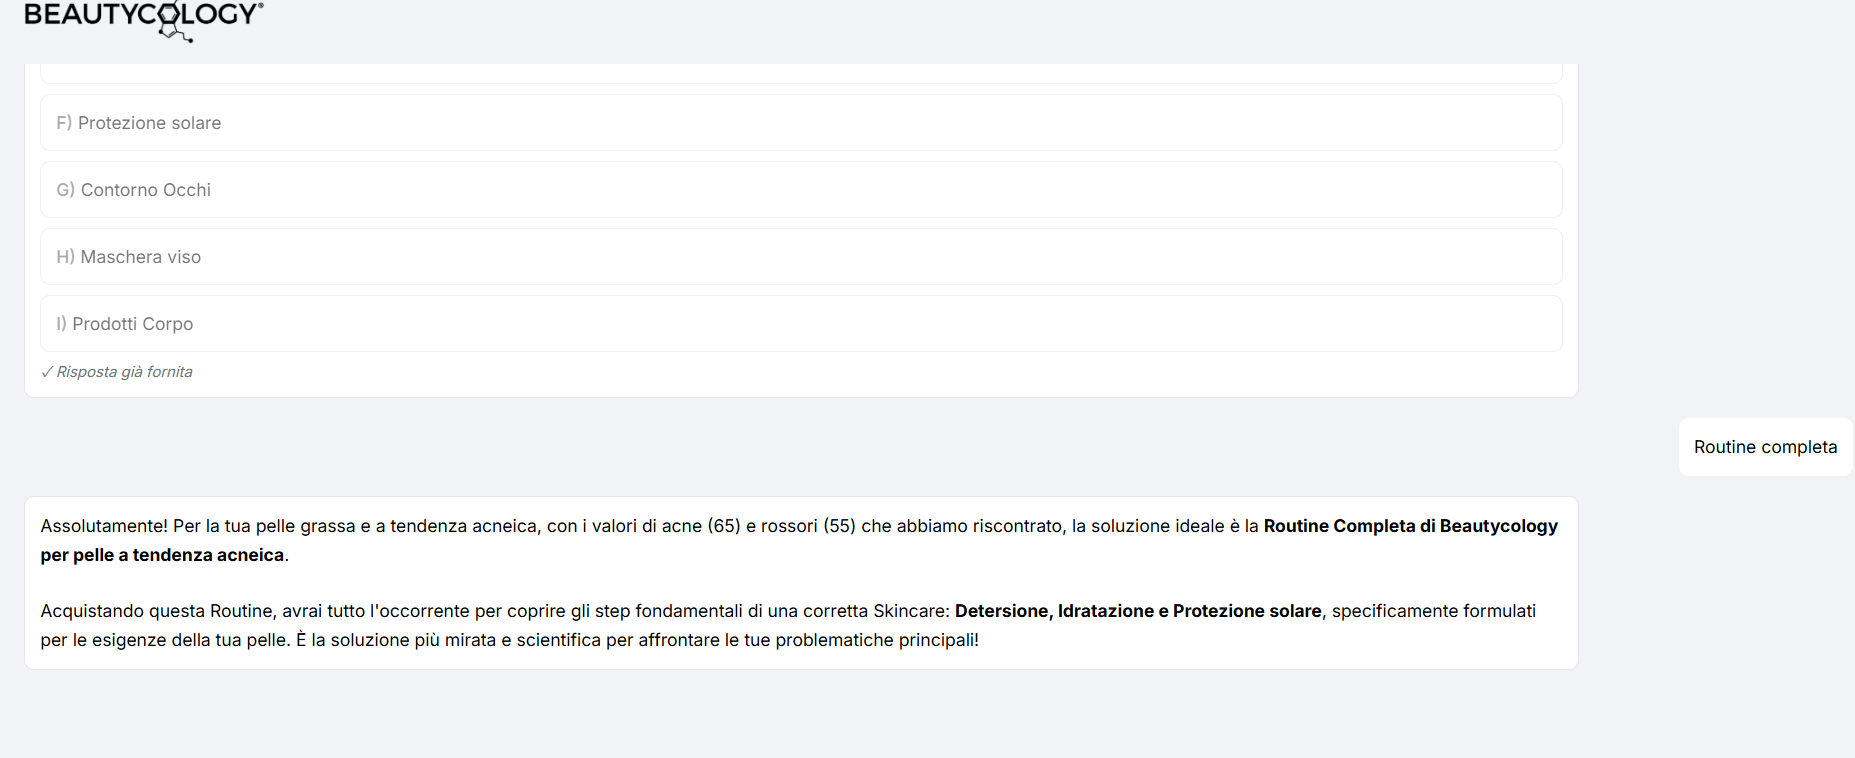 BEAUTYCOLOGY®
F) Protezione solare
G) Contorno Occhi
H) Maschera viso
I) Prodotti Corpo
✓ Risposta già fornita
Routine completa
Assolutamente! Per la tua pelle grassa e a tendenza acneica, con i valori di acne (65) e rossori (55) che abbiamo riscontrato, la soluzione ideale è la Routine Completa di Beautycology
per pelle a tendenza acneica.
Acquistando questa Routine, avrai tutto l'occorrente per coprire gli step fondamentali di una corretta Skincare: Detersione, Idratazione e Protezione solare, specificamente formulati
per le esigenze della tua pelle. È la soluzione più mirata e scientifica per affrontare le tue problematiche principali!